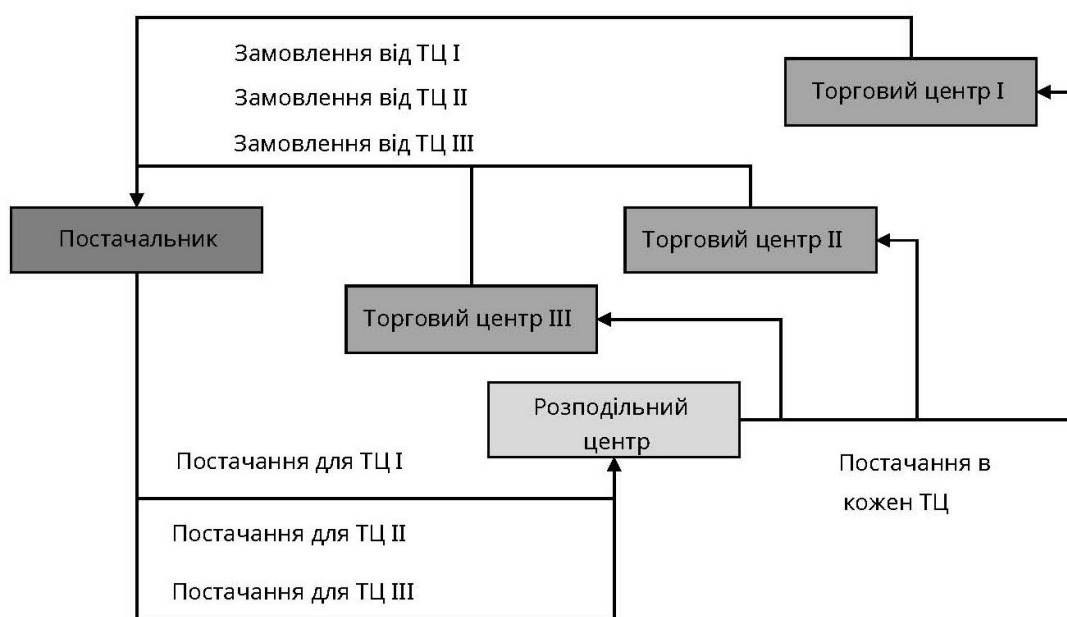 Замовлення від ТЦ I
Торговий центр I
Замовлення від ТЦ II
Замовлення від ТЦ III
Постачальник
Торговий центр II
Торговий центр III
Розподільний
центр
Постачання для ТЦ I
Постачання в
кожен ТЦ
Постачання для ТЦ II
Постачання для ТЦ III